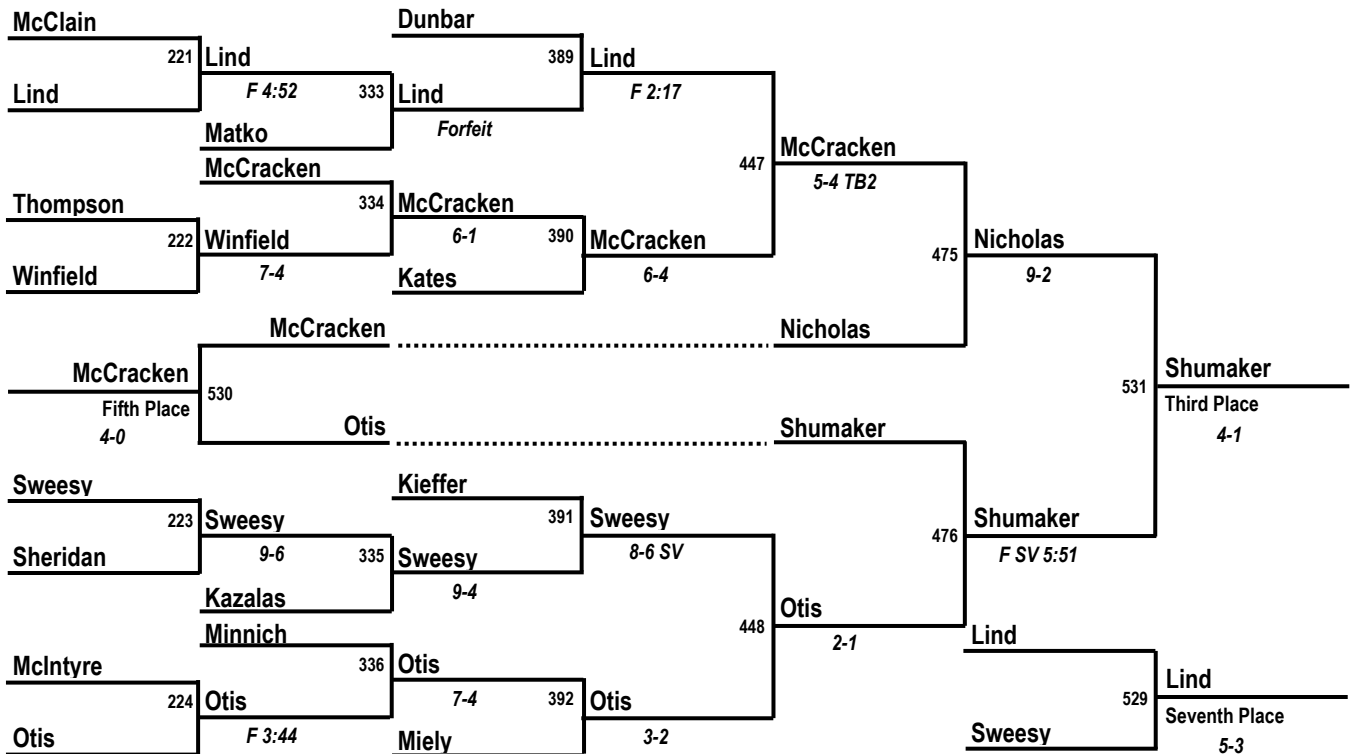 McClain
Dunbar
221
Lind
389
Lind
Lind
F 4:52
333
Lind
F 2:17
Matko
Forfeit
McCracken
447
McCracken
5-4 TB2
Thompson
334
McCracken
222
Winfield
6-1
390
McCracken
475
Nicholas
Winfield
7-4
Kates
6-4
9-2
McCracken
Nicholas
McCracken
530
531
Shumaker
Fifth Place
Third Place
4-0
Otis
Shumaker
4-1
Sweesy
Kieffer
223
Sweesy
391
Sweesy
476
Shumaker
Sheridan
9-6
335
Sweesy
8-6 SV
F SV 5:51
Kazalas
9-4
Minnich
448
Otis
2-1
Lind
McIntyre
336
Otis
224
Otis
7-4
392
Otis
529
Lind
Otis
F 3:44
Miely
3-2
Sweesy
Seventh Place
5-3